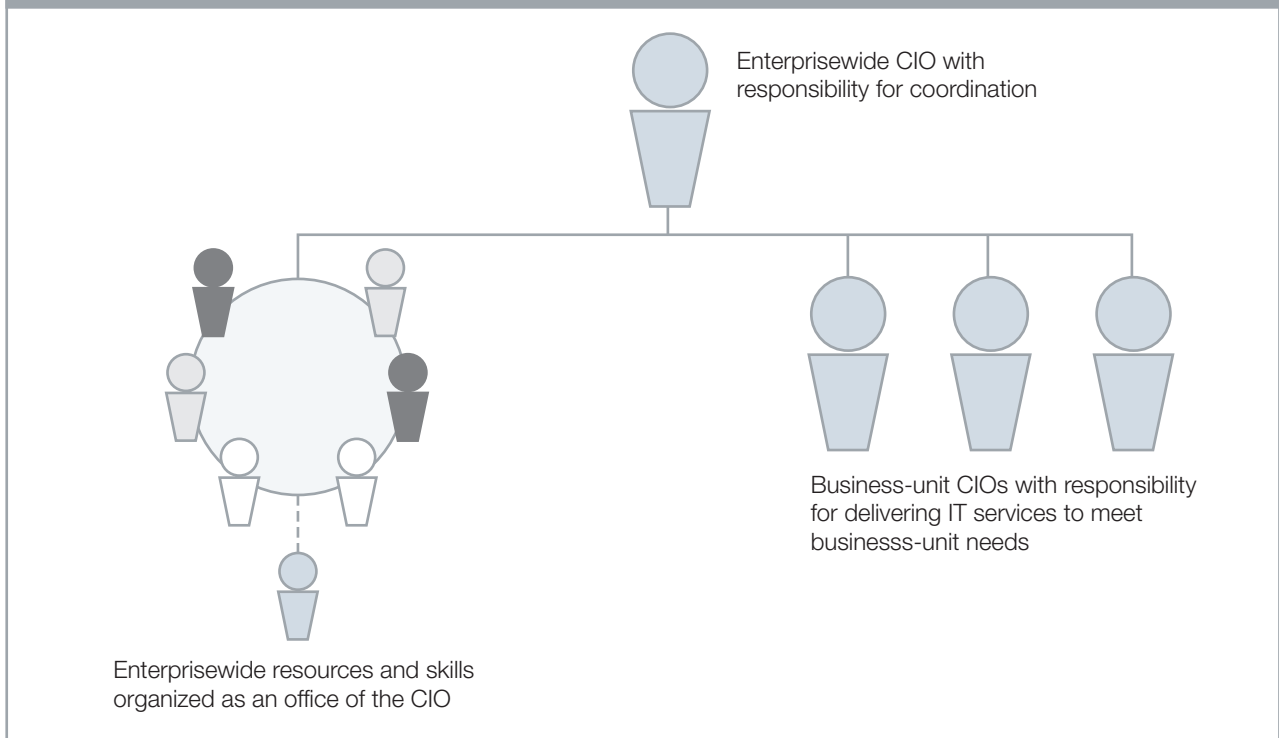 Enterprisewide CIO with
responsibility for coordination
Business-unit CIOs with responsibility
for delivering IT services to meet
businesss-unit needs
Enterprisewide resources and skills
organized as an office of the CIO